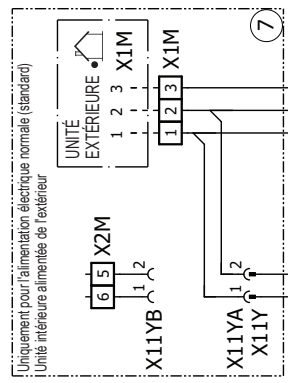 Uniquement pour l'alimentation électrique normale (standard)
Unité intérieure alimentée de l'extérieur
7
UNITÉ
EXTÉRIEURE
X1M
1 2 3
X1M
1 2 3
X2M
6 5
1 2
X11YB
X11YA
X11Y
1 2